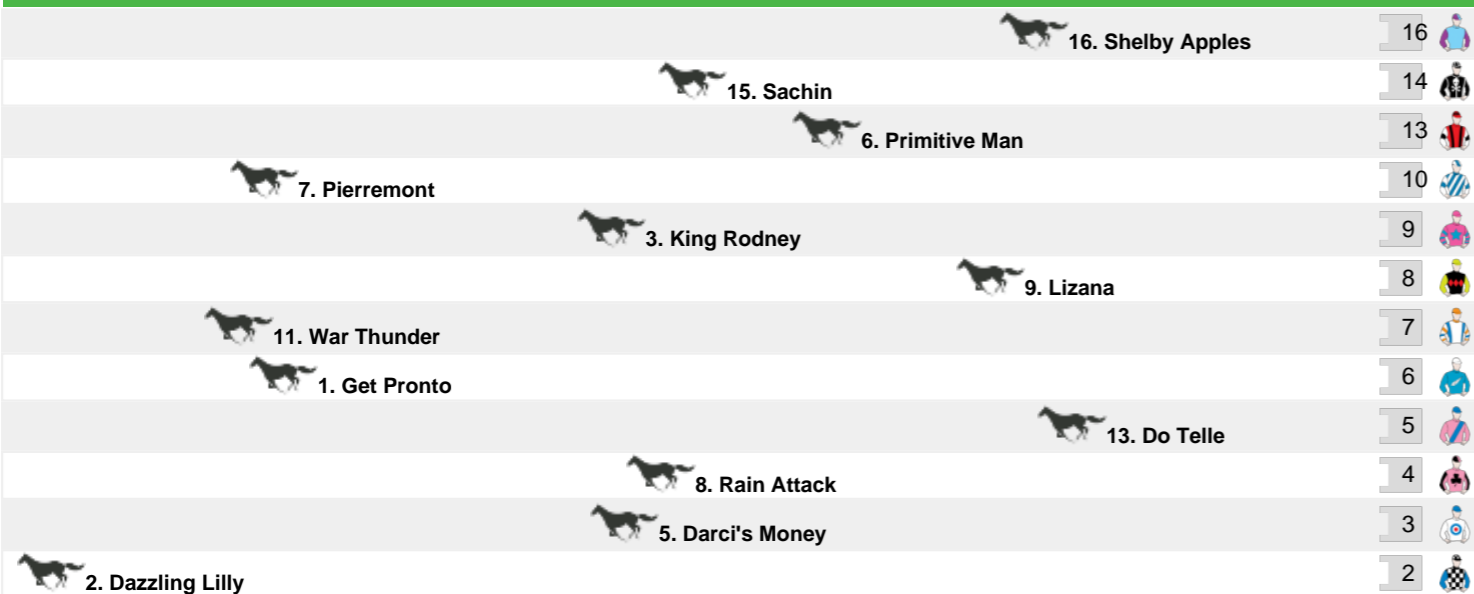 16. Shelby Apples 16
15. Sachin 14
6. Primitive Man 13
7. Pierremont 10
3. King Rodney 9
9. Lizana 8
11. War Thunder 7
1. Get Pronto 6
13. Do Telle 5
8. Rain Attack 4
5. Darci's Money 3
2. Dazzling Lilly 2